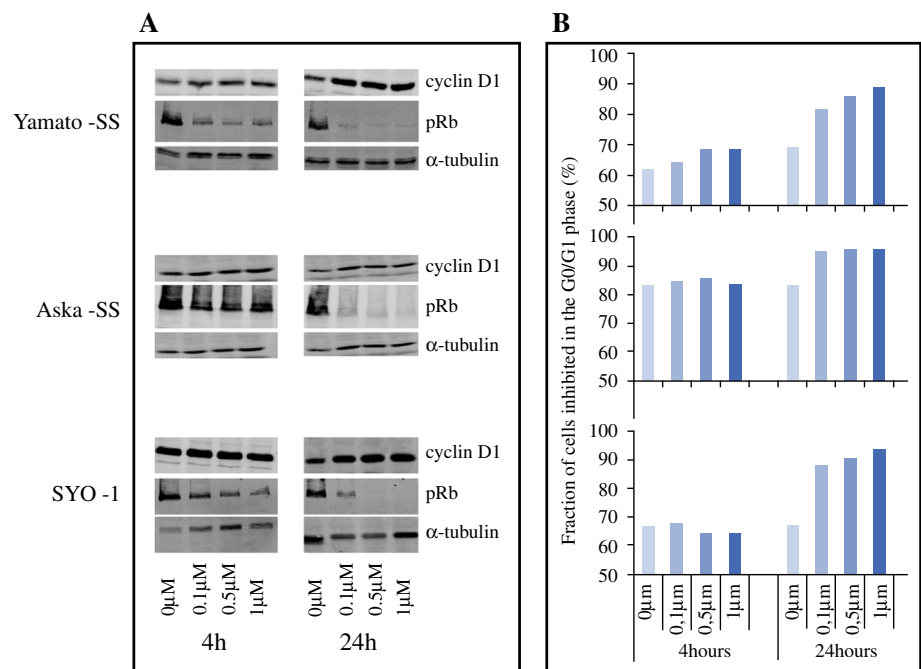 A
Yamato -SS
cyclin D1
pRb
α-tubulin
Aska -SS
cyclin D1
pRb
α-tubulin
SYO -1
cyclin D1
pRb
α-tubulin
0μM 0.1μM 0.5μM 1μM 0μM 0.1μM 0.5μM 1μM
4h 24h
B
Fraction of cells inhibited in the G0/G1 phase (%)
100
90
80
70
60
50
100
90
80
70
60
50
100
90
80
70
60
50
0μm 0,1μm 0,5μm 1μm 0μm 0,1μm 0,5μm 1μm
4hours 24hours